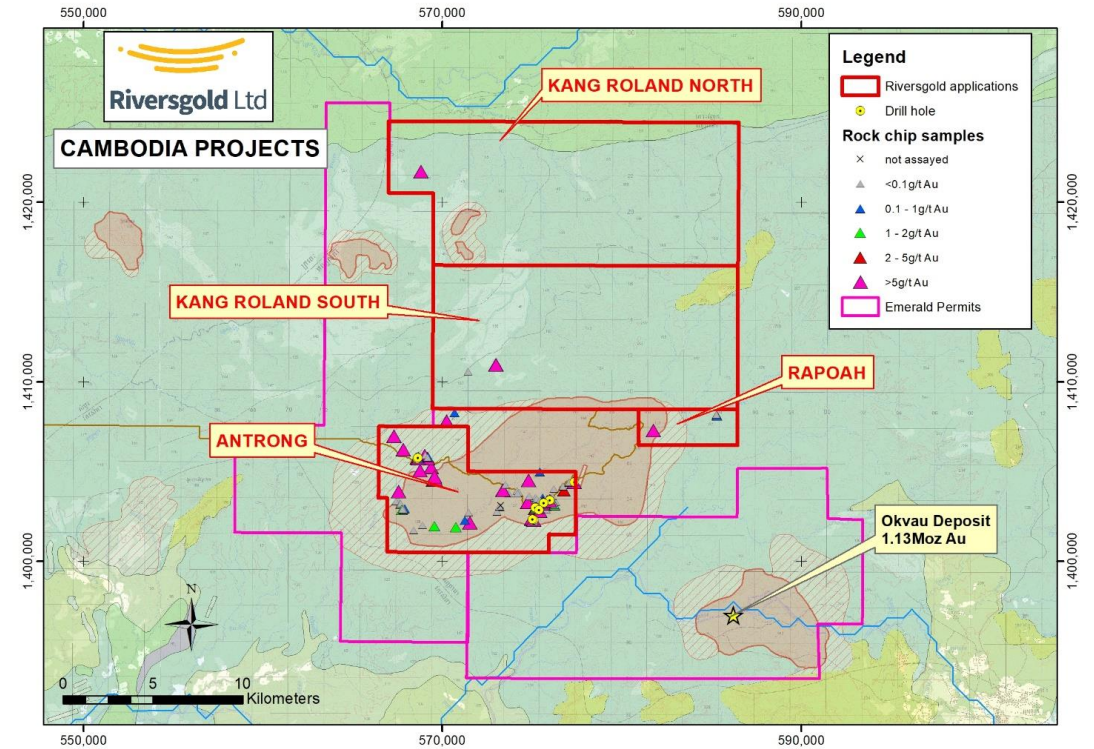 550,000
570,000
590,000
Riversgold Ltd
CAMBODIA PROJECTS
KANG ROLAND NORTH
Legend
Riversgold applications
Drill hole
Rock chip samples
not assayed
<0.1g/t Au
0.1 - 1g/t Au
1 - 2g/t Au
2 - 5g/t Au
>5g/t Au
Emerald Permits
1,420,000
1,420,000
KANG ROLAND SOUTH
RAPOAH
1,410,000
1,410,000
ANTRONG
Okvau Deposit
1.13Moz Au
1,400,000
1,400,000
N
0
5
10
Kilometers
550,000
570,000
590,000